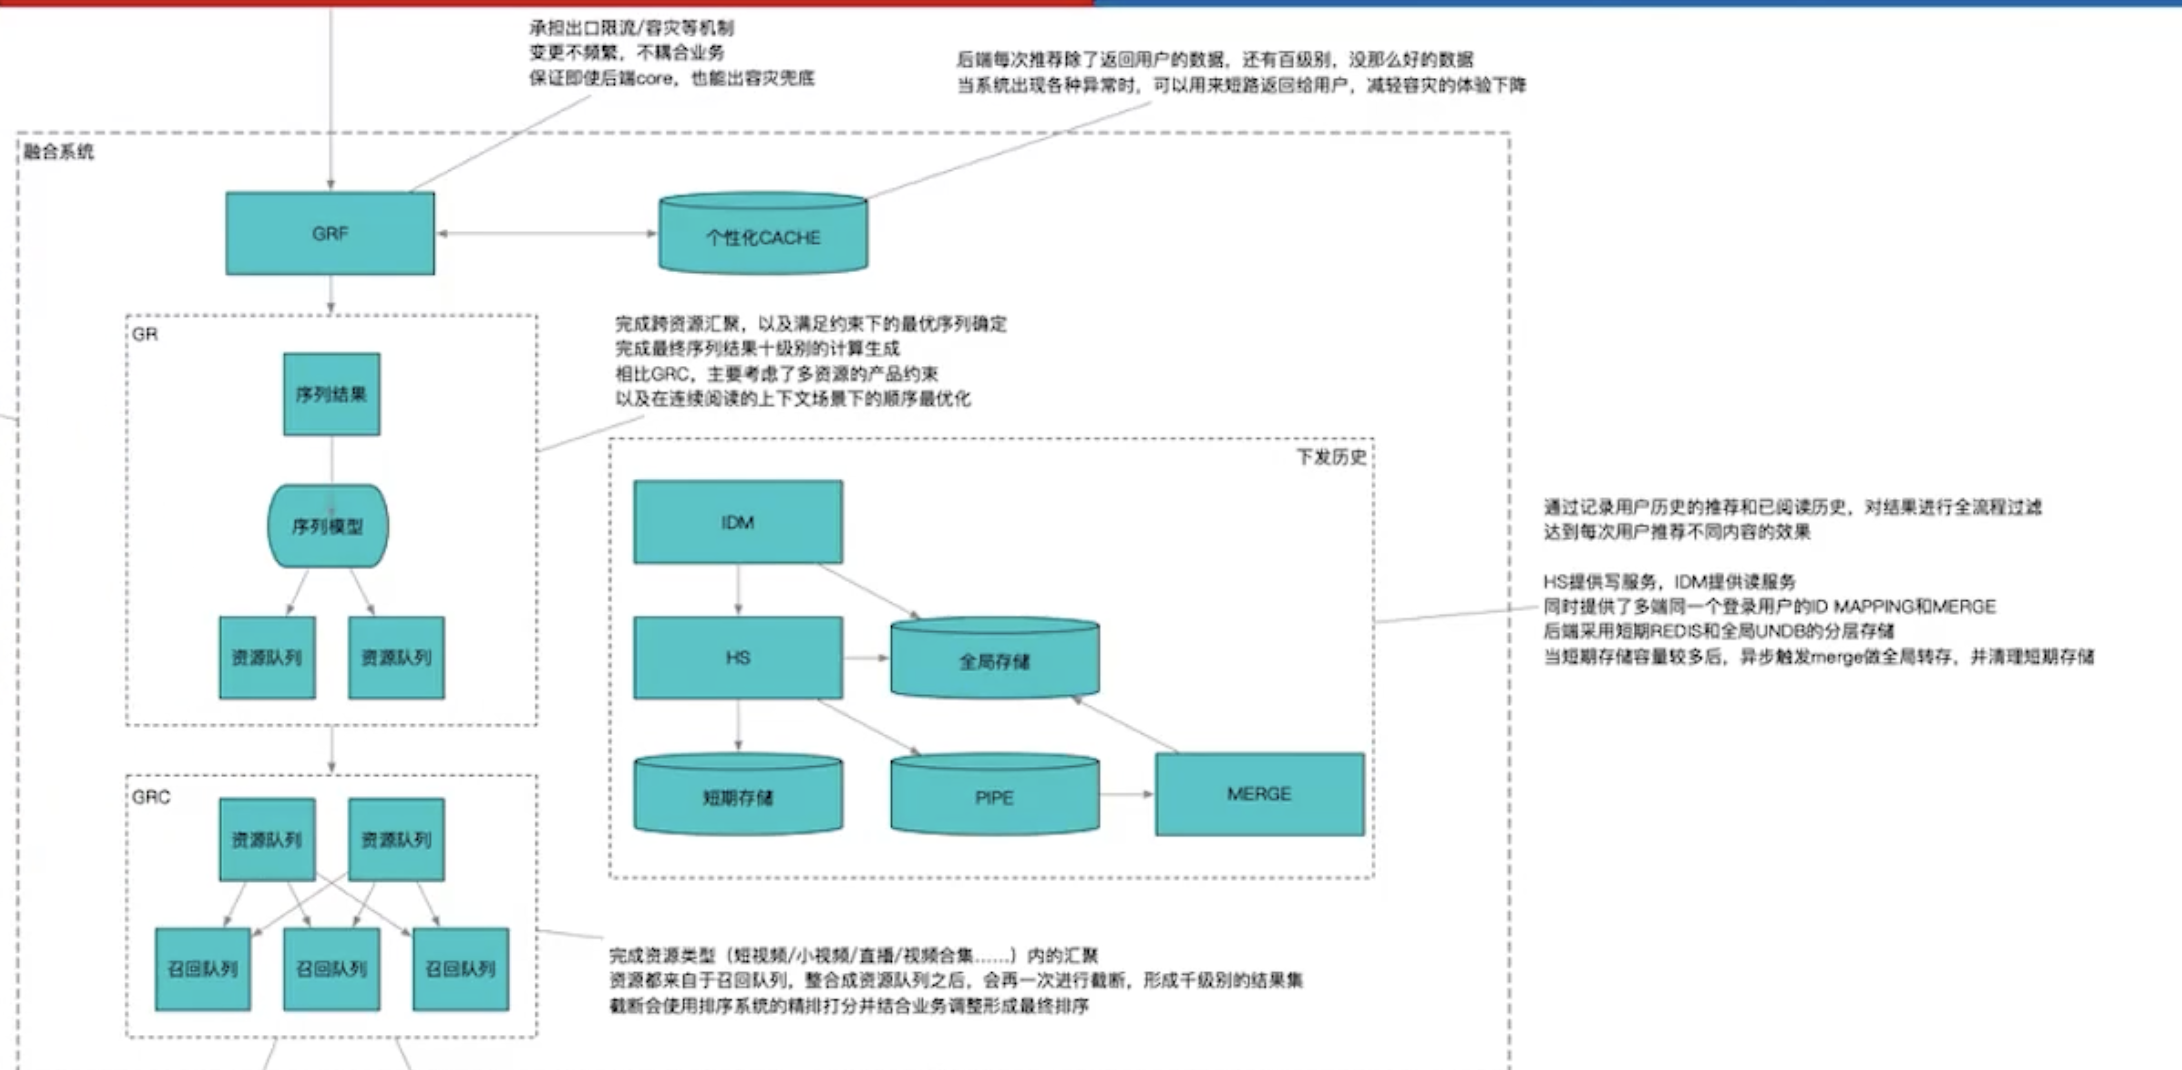 承担出口限流/容灾等机制
变更不频繁，不耦合业务
保证即使后端core，也能出容灾兜底
后端每次推荐除了返回用户的数据，还有百级别，没那么好的数据
当系统出现各种异常时，可以用来短路返回给用户，减轻容灾的体验下降
融合系统
GRF
个性化CACHE
GR
序列结果
序列模型
资源队列
资源队列
完成跨资源汇聚，以及满足约束下的最优序列确定
完成最终序列结果十级别的计算生成
相比GRC，主要考虑了多资源的产品约束
以及在连续阅读的上下文场景下的顺序最优化
下发历史
IDM
HS
全局存储
短期存储
PIPE
MERGE
通过记录用户历史的推荐和已阅读历史，对结果进行全流程过滤
达到每次用户推荐不同内容的效果
HS提供写服务，IDM提供读服务
同时提供了多端同一个登录用户的ID MAPPING和MERGE
后端采用短期REDIS和全局UNDB的分层存储
当短期存储容量较多后，异步触发merge做全局转存，并清理短期存储
GRC
资源队列
资源队列
召回队列
召回队列
召回队列
完成资源类型（短视频/小视频/直播/视频合集......）内的汇聚
资源都来自于召回队列，整合成资源队列之后，会再一次进行截断，形成千级别的结果集
截断会使用排序系统的精排打分并结合业务调整形成最终排序